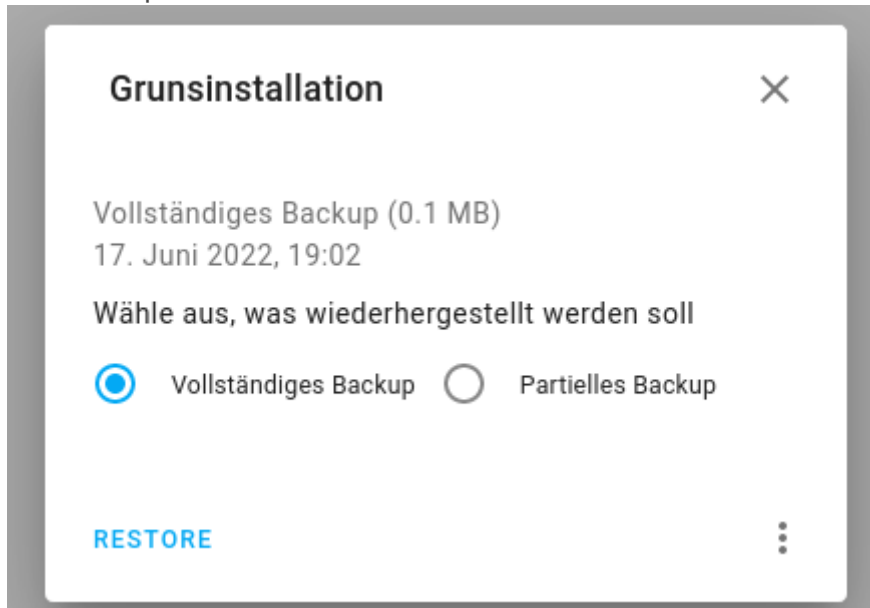 Grunsinstallation
Vollständiges Backup (0.1 MB)
17. Juni 2022, 19:02
Wähle aus, was wiederhergestellt werden soll
Vollständiges Backup Partielles Backup
RESTORE